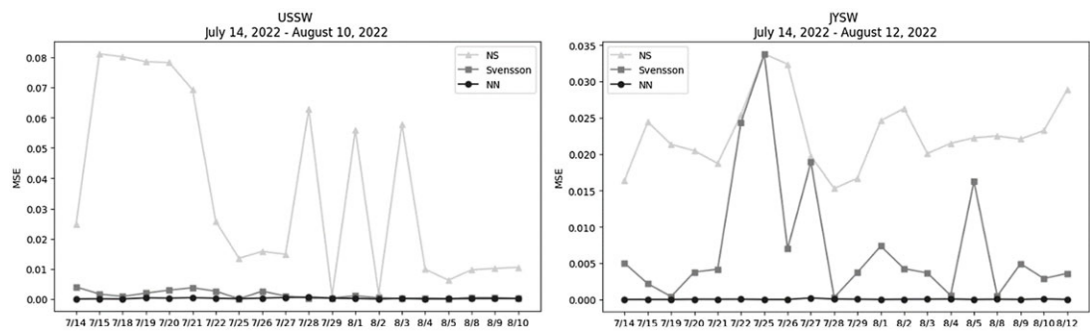 USSW
July 14, 2022 - August 10, 2022
NS
Svensson
NN
MSE
0.08
0.07
0.06
0.05
0.04
0.03
0.02
0.01
0.00
7/14 7/15 7/18 7/19 7/20 7/21 7/22 7/25 7/26 7/27 7/28 7/29 8/1 8/2 8/3 8/4 8/5 8/8 8/9 8/10
JYSW
July 14, 2022 - August 12, 2022
NS
Svensson
NN
MSE
0.035
0.030
0.025
0.020
0.015
0.010
0.005
0.000
7/14 7/15 7/19 7/20 7/21 7/22 7/25 7/26 7/27 7/28 7/29 8/1 8/2 8/3 8/4 8/5 8/8 8/9 8/10 8/12